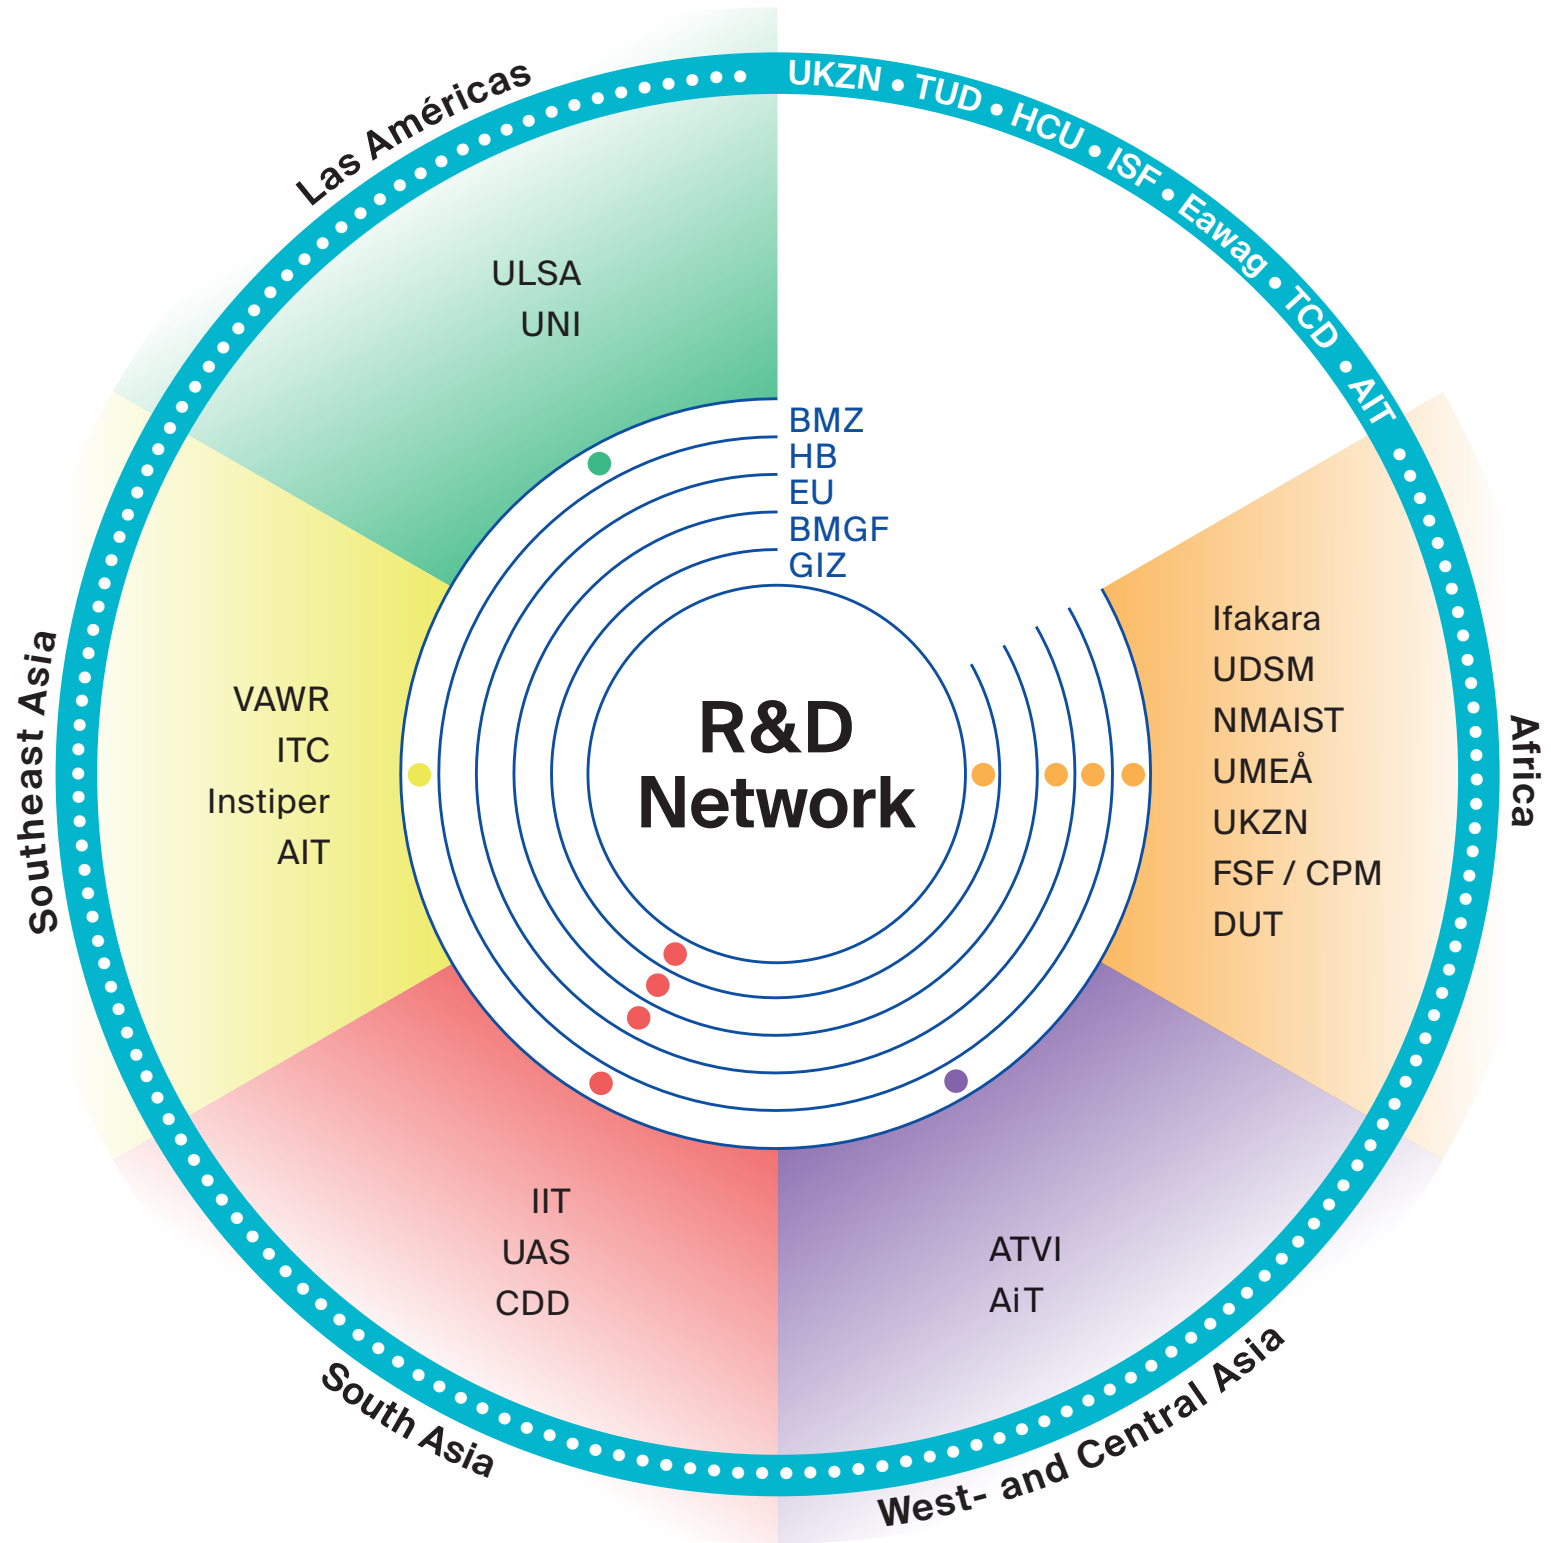 Las Américas
UKZN • TUD • HCU • ISF • Eawag • TCD • AIT
ULSA
UNI
BMZ
HB
EU
BMGF
GIZ
R&D
Network
Ifakara
UDSM
NMAIST
UMEÅ
UKZN
FSF / CPM
DUT
Africa
Southeast Asia
VAWR
ITC
Instiper
AIT
IIT
UAS
CDD
South Asia
ATVI
AiT
West- and Central Asia